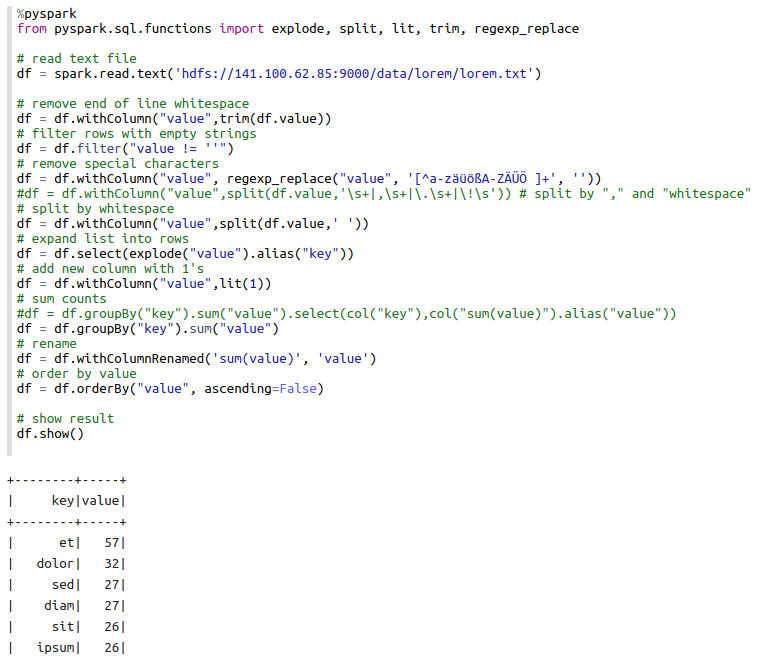 %pyspark
from pyspark.sql.functions import explode, split, lit, trim, regexp_replace
# read text file
df = spark.read.text('hdfs://141.100.62.85:9000/data/lorem/lorem.txt')
# remove end of line whitespace
df = df.withColumn("value",trim(df.value))
# filter rows with empty strings
df = df.filter("value != ''")
# remove special characters
df = df.withColumn("value", regexp_replace("value", '[^a-zäüößA-ZÄÜÖ ]+', ''))
#df = df.withColumn("value",split(df.value,'\s+|,\s+|\.\s+|\!\s')) # split by "," and "whitespace"
# split by whitespace
df = df.withColumn("value",split(df.value,' '))
# expand list into rows
df = df.select(explode("value").alias("key"))
# add new column with 1's
df = df.withColumn("value",lit(1))
# sum counts
#df = df.groupBy("key").sum("value").select(col("key"),col("sum(value)").alias("value"))
df = df.groupBy("key").sum("value")
# rename
df = df.withColumnRenamed('sum(value)', 'value')
# order by value
df = df.orderBy("value", ascending=False)
# show result
df.show()
+--------+-----+
|     key|value|
+--------+-----+
|      et|   57|
|   dolor|   32|
|     sed|   27|
|    diam|   27|
|     sit|   26|
|   ipsum|   26|